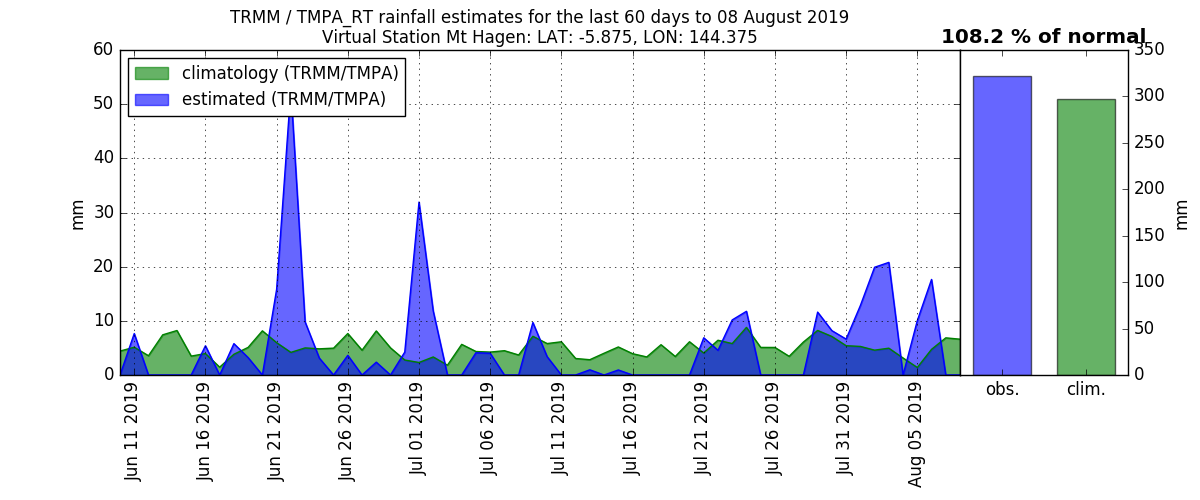 TRMM / TMPA_RT rainfall estimates for the last 60 days to 08 August 2019
Virtual Station Mt Hagen: LAT: -5.875, LON: 144.375
108.2 % of normal
climatology (TRMM/TMPA)
estimated (TRMM/TMPA)
60
50
40
30
20
10
0
mm
Jun 11 2019
Jun 16 2019
Jun 21 2019
Jun 26 2019
Jul 01 2019
Jul 06 2019
Jul 11 2019
Jul 16 2019
Jul 21 2019
Jul 26 2019
Jul 31 2019
Aug 05 2019
obs.
clim.
350
300
250
200
150
100
50
0
mm